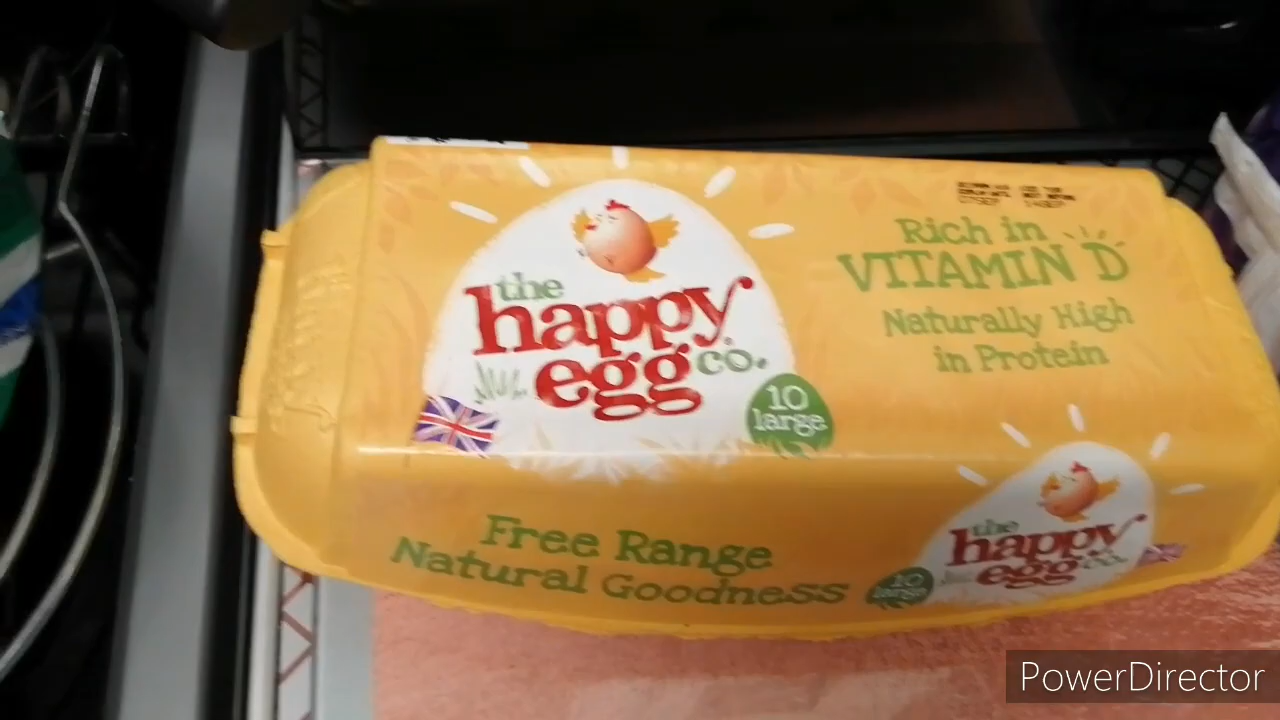 Rich in
VITAMIN D
Naturally High
in Protein
the
happy
egg co.
10
large
Free Range
Natural Goodness
the
happy
egg co.
10
large
PowerDirector